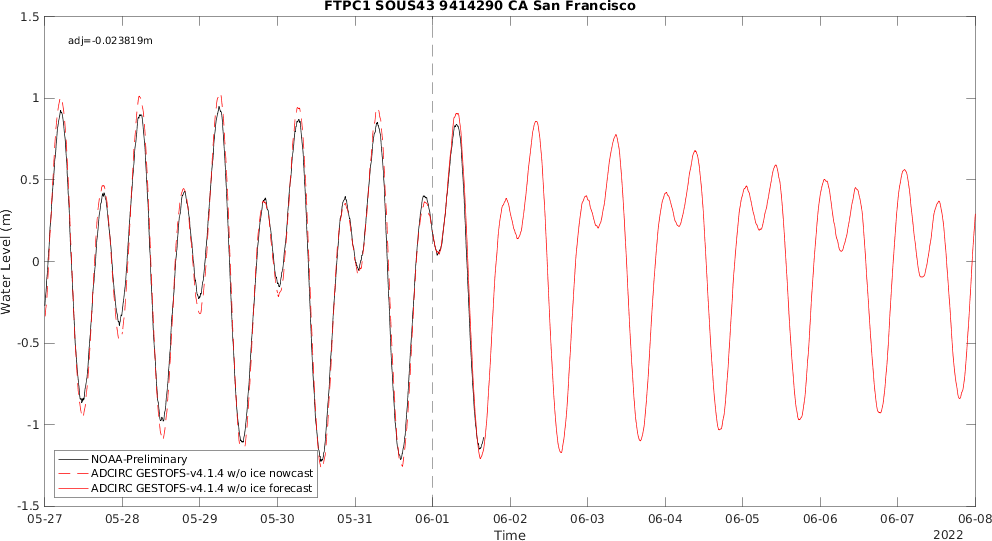 FTPC1 SOUS43 9414290 CA San Francisco
adj=-0.023819m
1.5
1
0.5
0
-0.5
-1
-1.5
Water Level (m)
NOAA-Preliminary
ADCIRC GESTOFS-v4.1.4 w/o ice nowcast
ADCIRC GESTOFS-v4.1.4 w/o ice forecast
05-27 05-28 05-29 05-30 05-31 06-01 06-02 06-03 06-04 06-05 06-06 06-07 06-08
Time
2022